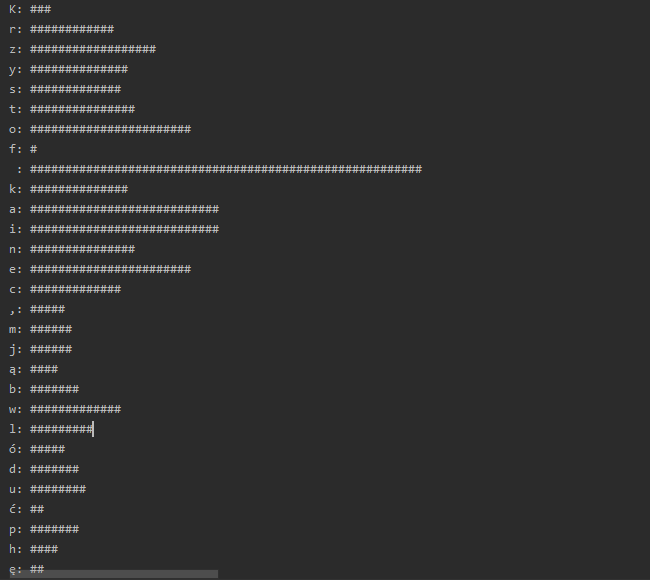 K: ###
r: ############
z: ##################
y: ##############
s: #############
t: ###############
o: #######################
f: #
 : ########################################################
k: ##############
a: ###########################
i: ###########################
n: ###############
e: #######################
c: #############
,: #####
m: ######
j: ######
ą: ####
b: #######
w: #############
l: #########
ó: #####
d: #######
u: ########
ć: ##
p: #######
h: ####
ę: ##